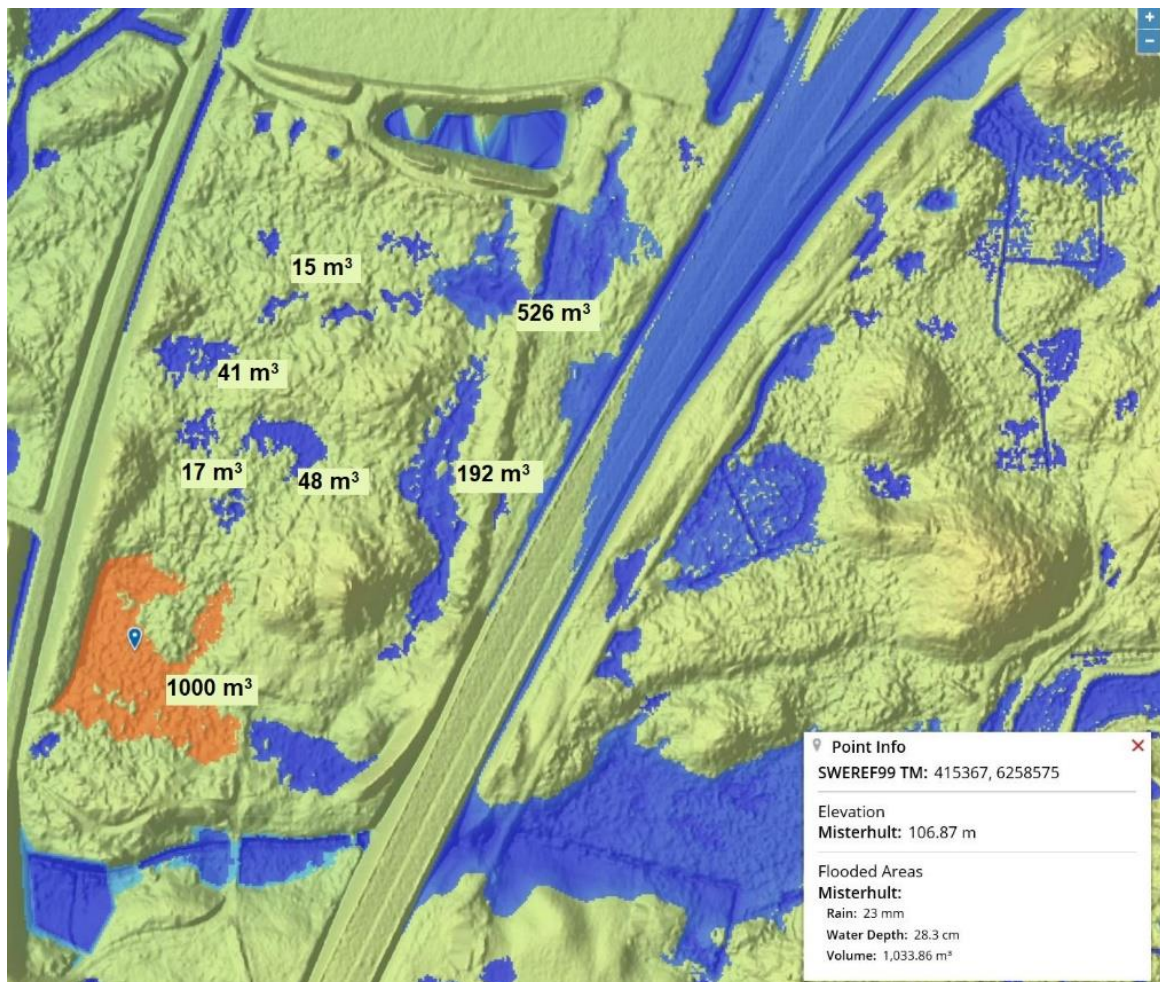 +
−
15 m³
526 m³
41 m³
17 m³
48 m³
192 m³
1000 m³
Point Info
SWEREF99 TM: 415367, 6258575
Elevation
Misterhult: 106.87 m
Flooded Areas
Misterhult:
Rain: 23 mm
Water Depth: 28.3 cm
Volume: 1,033.86 m³